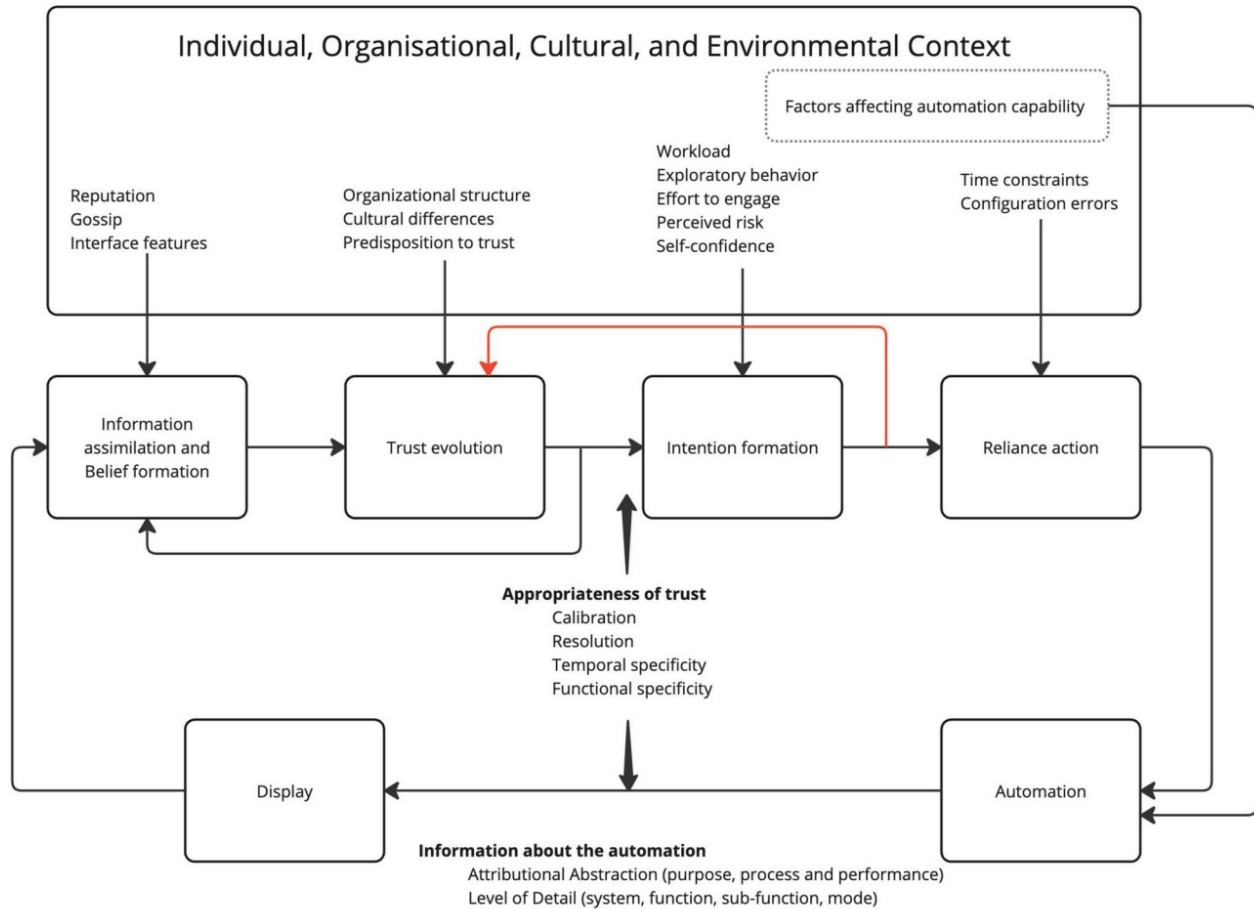 Individual, Organisational, Cultural, and Environmental Context
Factors affecting automation capability
Reputation
Gossip
Interface features
Organizational structure
Cultural differences
Predisposition to trust
Workload
Exploratory behavior
Effort to engage
Perceived risk
Self-confidence
Time constraints
Configuration errors
Information
assimilation and
Belief formation
Trust evolution
Intention formation
Reliance action
Appropriateness of trust
Calibration
Resolution
Temporal specificity
Functional specificity
Display
Automation
Information about the automation
Attributional Abstraction (purpose, process and performance)
Level of Detail (system, function, sub-function, mode)